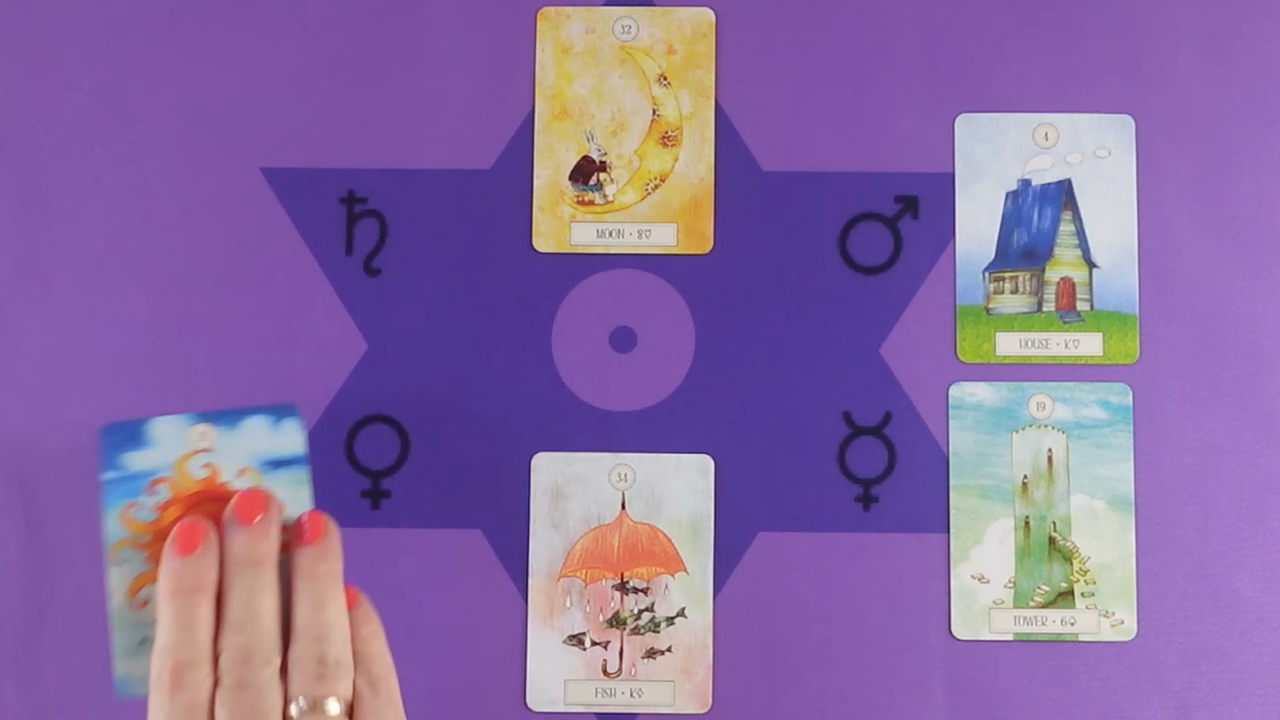 32
MOON • 8♡
4
HOUSE • K♡
19
TOWER • 6♤
34
FISH • K♢